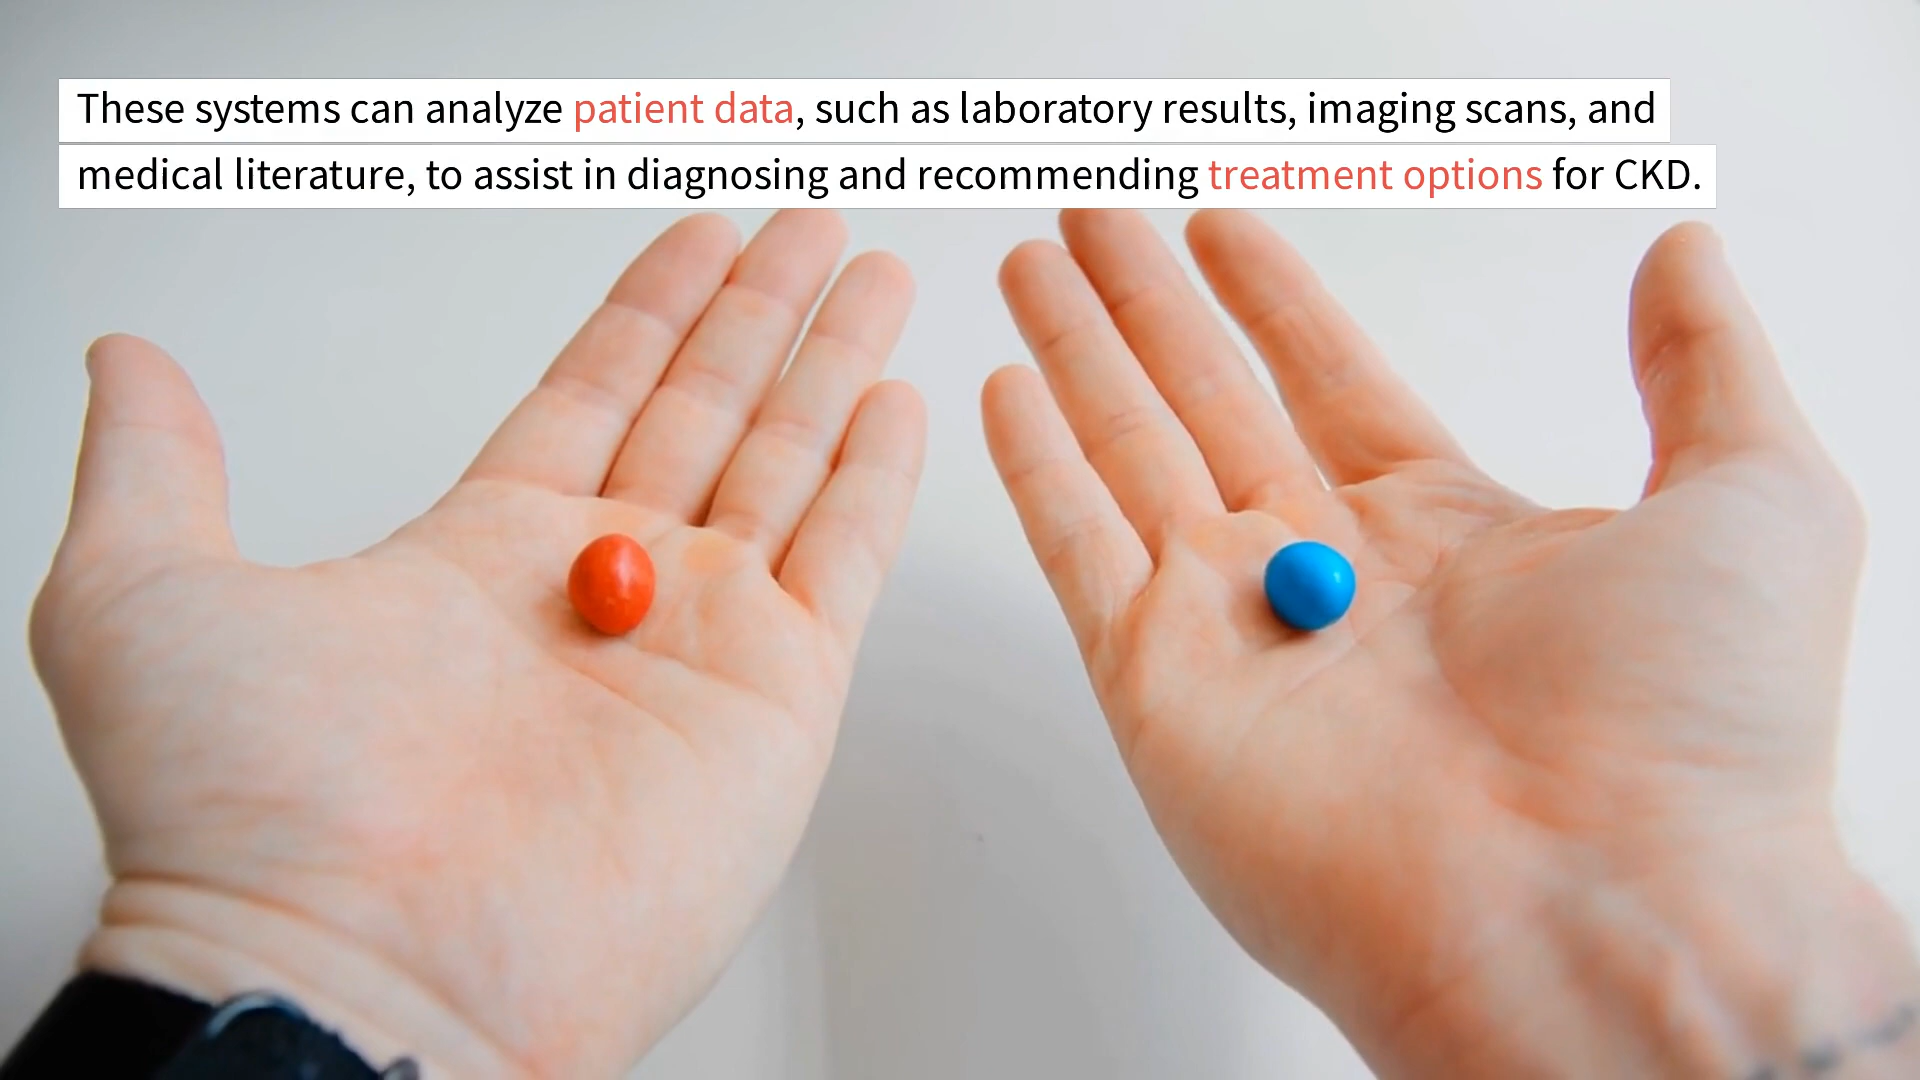 These systems can analyze patient data, such as laboratory results, imaging scans, and
medical literature, to assist in diagnosing and recommending treatment options for CKD.